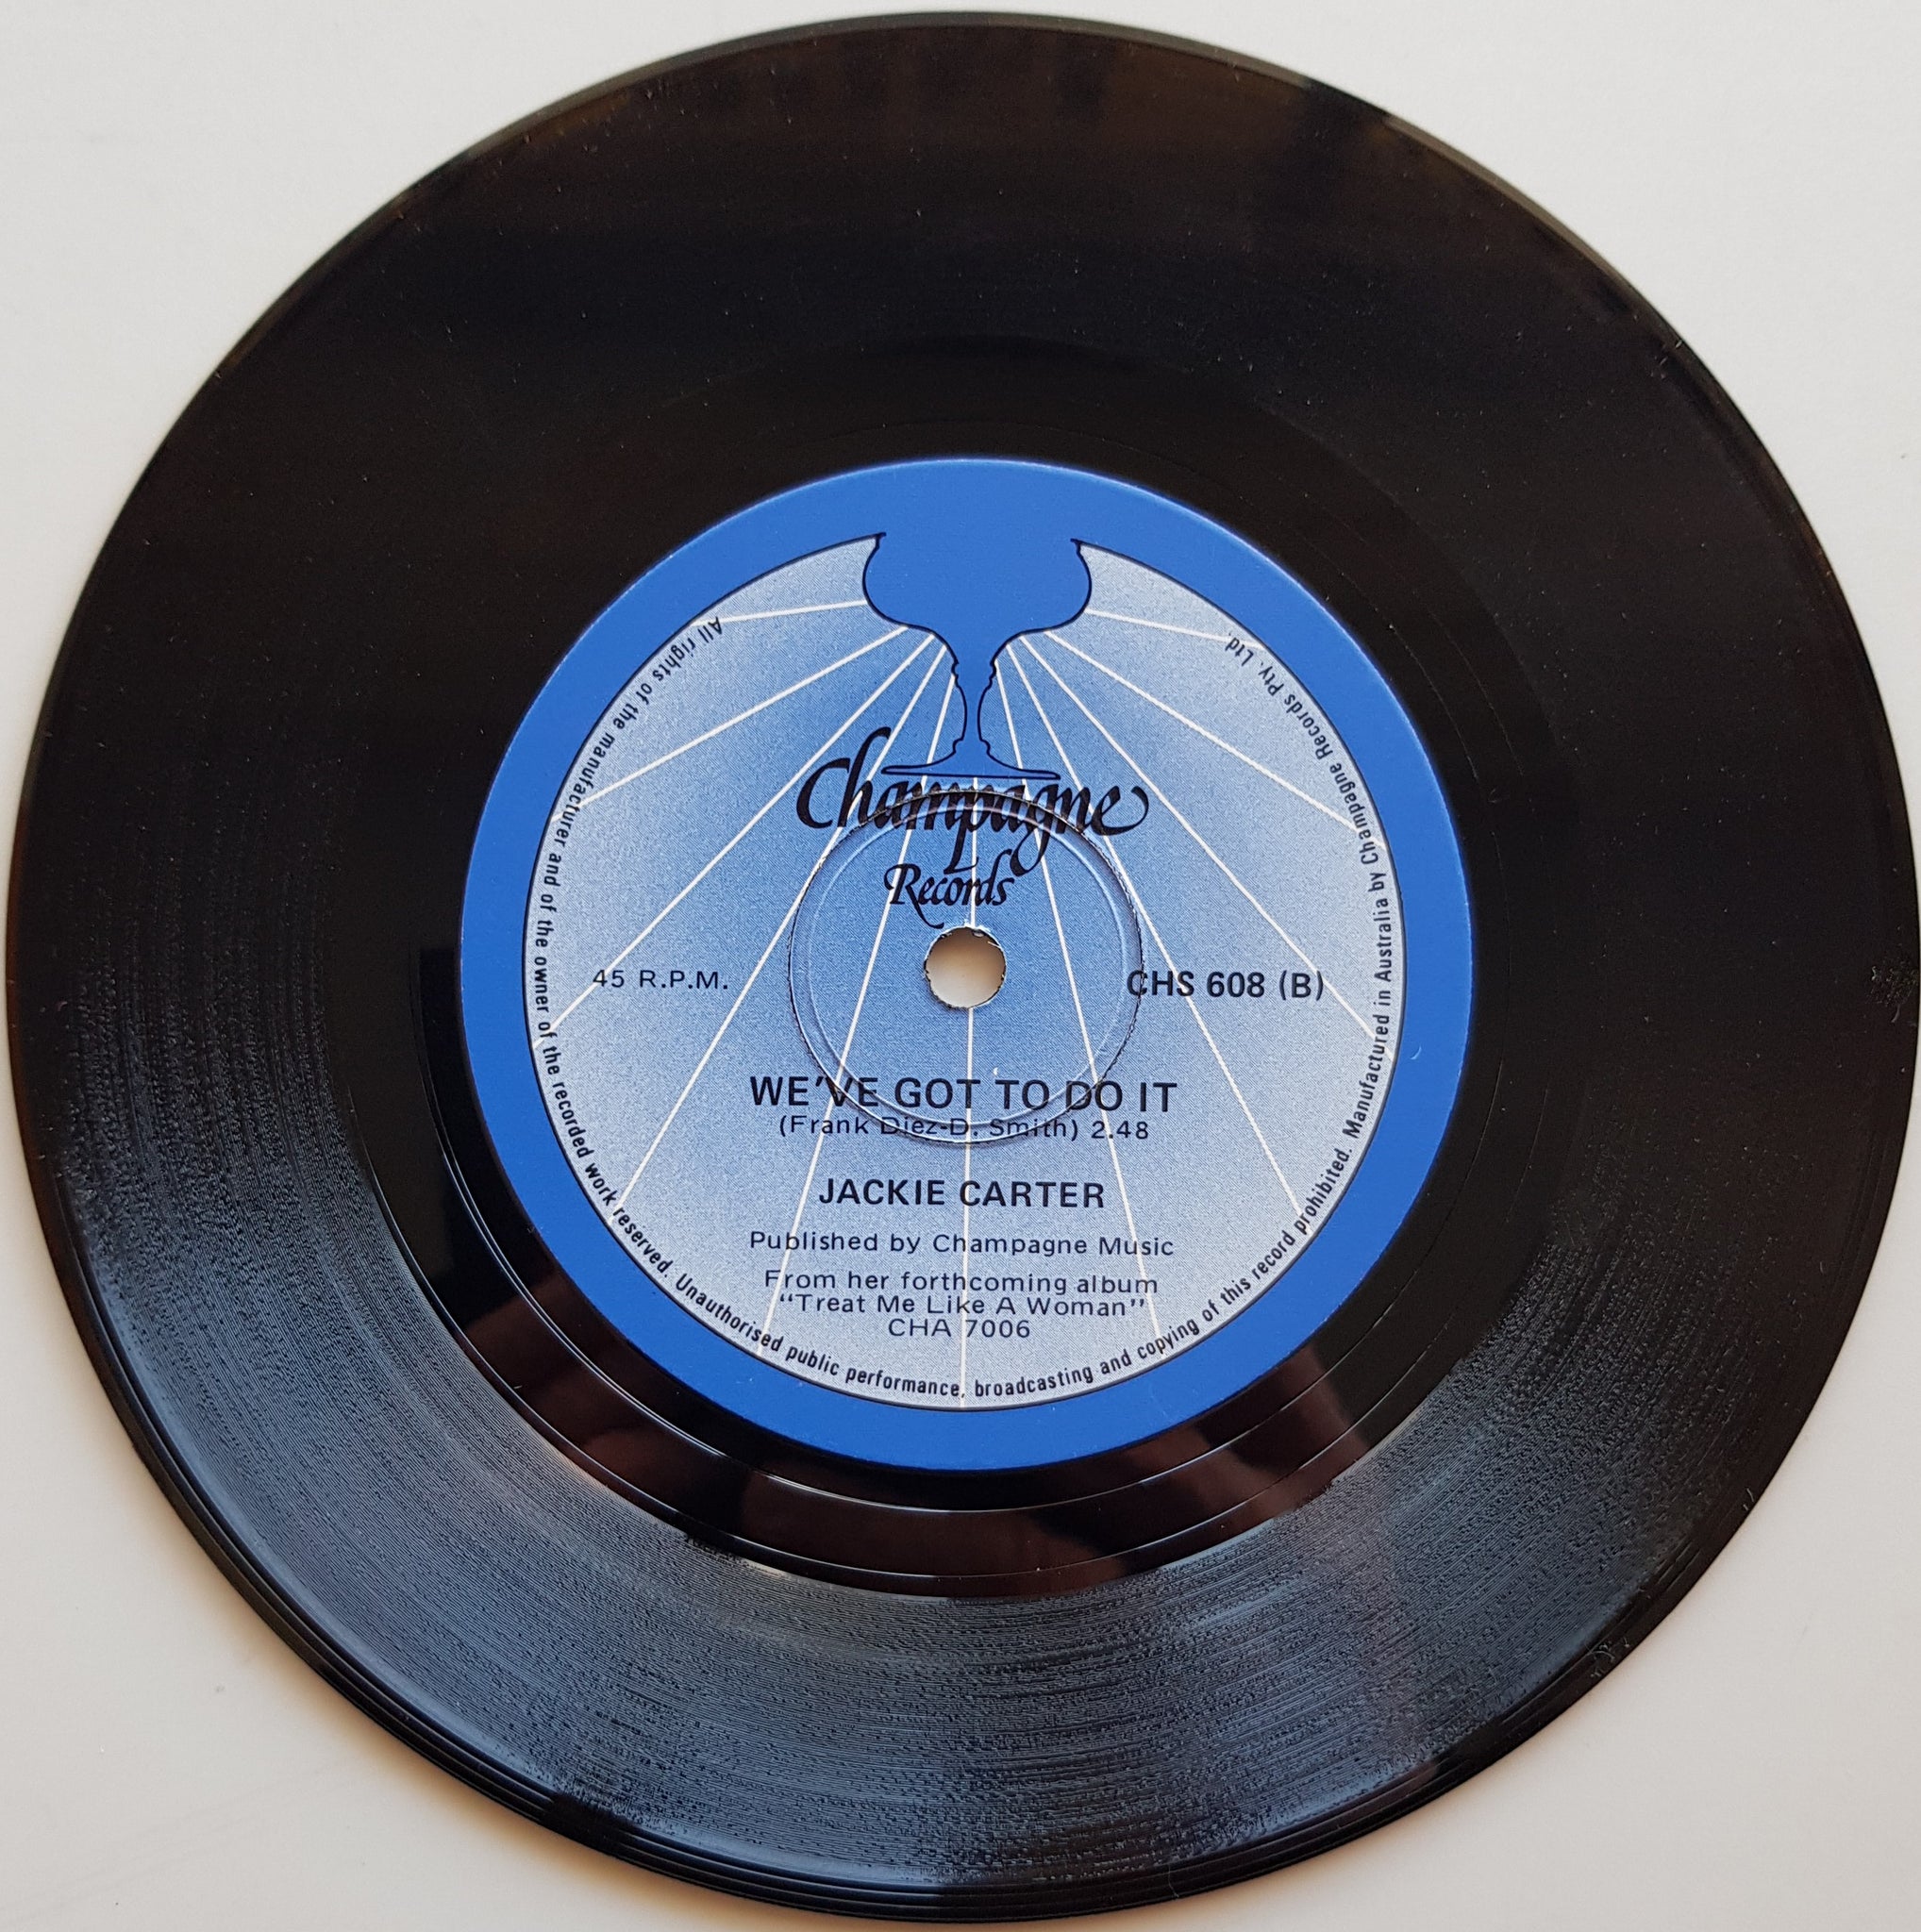 Champagne
Records
45 R.P.M.
CHS 608 (B)
WE'VE GOT TO DO IT
(Frank Diez-D. Smith) 2.48
JACKIE CARTER
Published by Champagne Music
From her forthcoming album
"Treat Me Like A Woman"
CHA 7006
All rights of the manufacturer and of the owner of the recorded work reserved. Unauthorised public performance, broadcasting and copying of this record prohibited. Manufactured in Australia by Champagne Records Pty. Ltd.